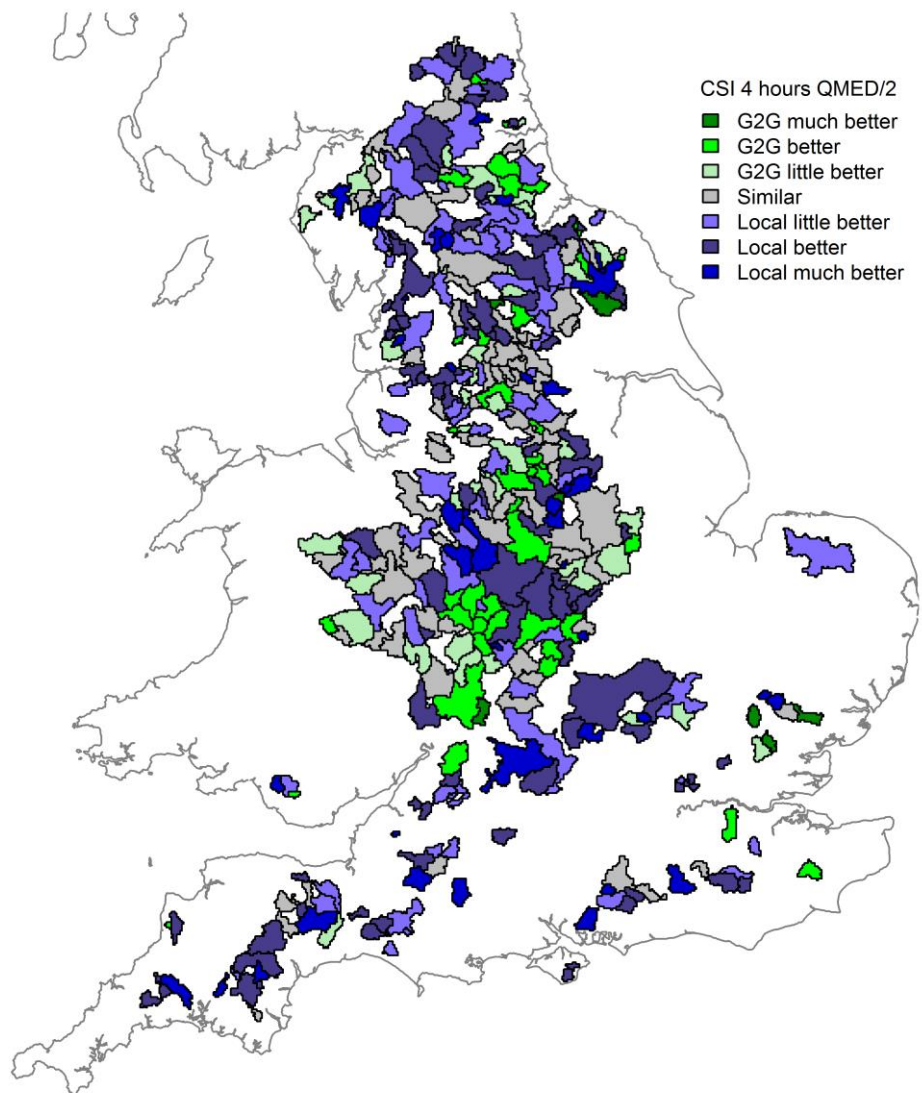 CSI 4 hours QMED/2
G2G much better
G2G better
G2G little better
Similar
Local little better
Local better
Local much better